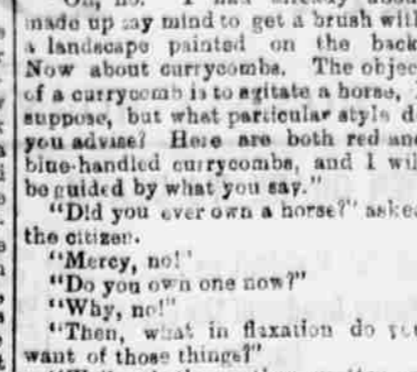 made up my mind to get a brush with
a landscape painted on the back
Now about currycombs. The objec
of a currycomb is to agitate a horse,
suppose, but what particular style d
you advise? Here are both red and
blue-handled currycombs, and I wil
be guided by what you say."
"Did you ever own a horse?" asked
the citizen.
"Mercy, no!"
"Do you own one now?"
"Why, no!"
"Then, what in flaxation do you
want of those things?"